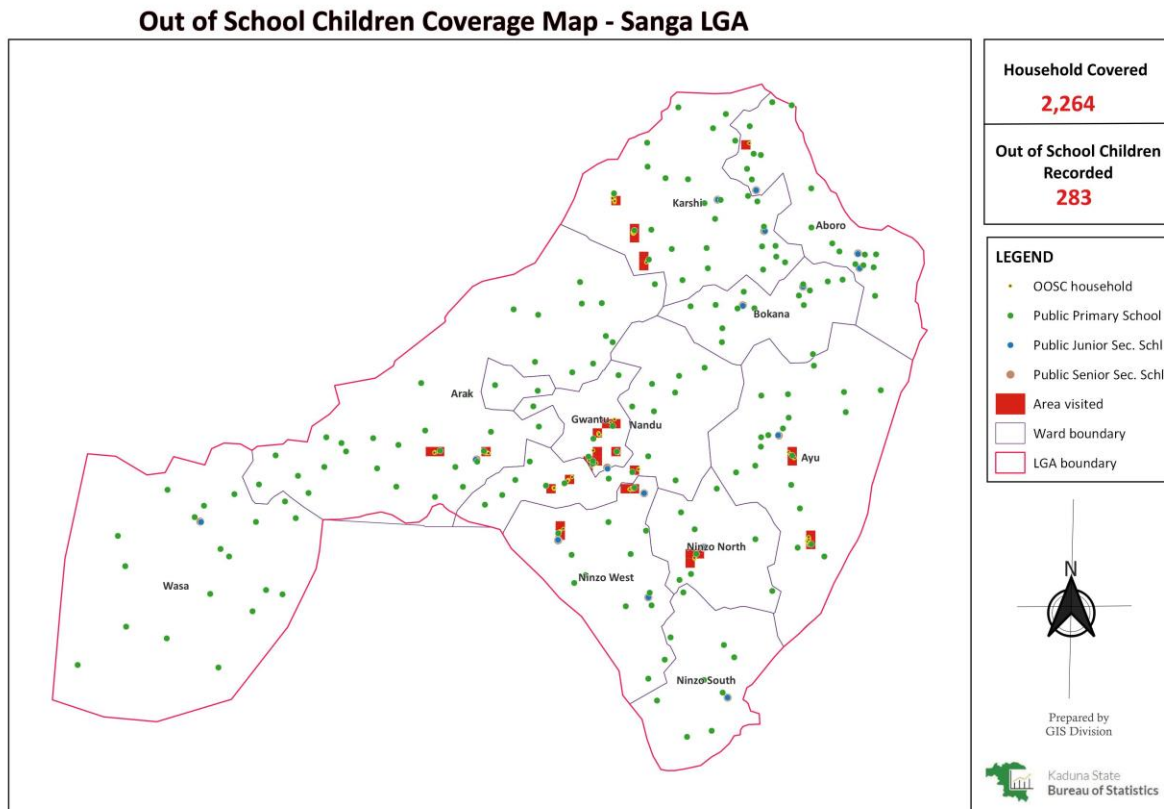 Out of School Children Coverage Map - Sanga LGA
Household Covered
2,264
Out of School Children
Recorded
283
LEGEND
OOSC household
Public Primary School
Public Junior Sec. Schl
Public Senior Sec. Schl
Area visited
Ward boundary
LGA boundary
Karshi
Aboro
Bokana
Arak
Gwantu
Nandu
Ayu
Ninzo North
Ninzo West
Wasa
Ninzo South
N
Prepared by
GIS Division
Kaduna State
Bureau of Statistics